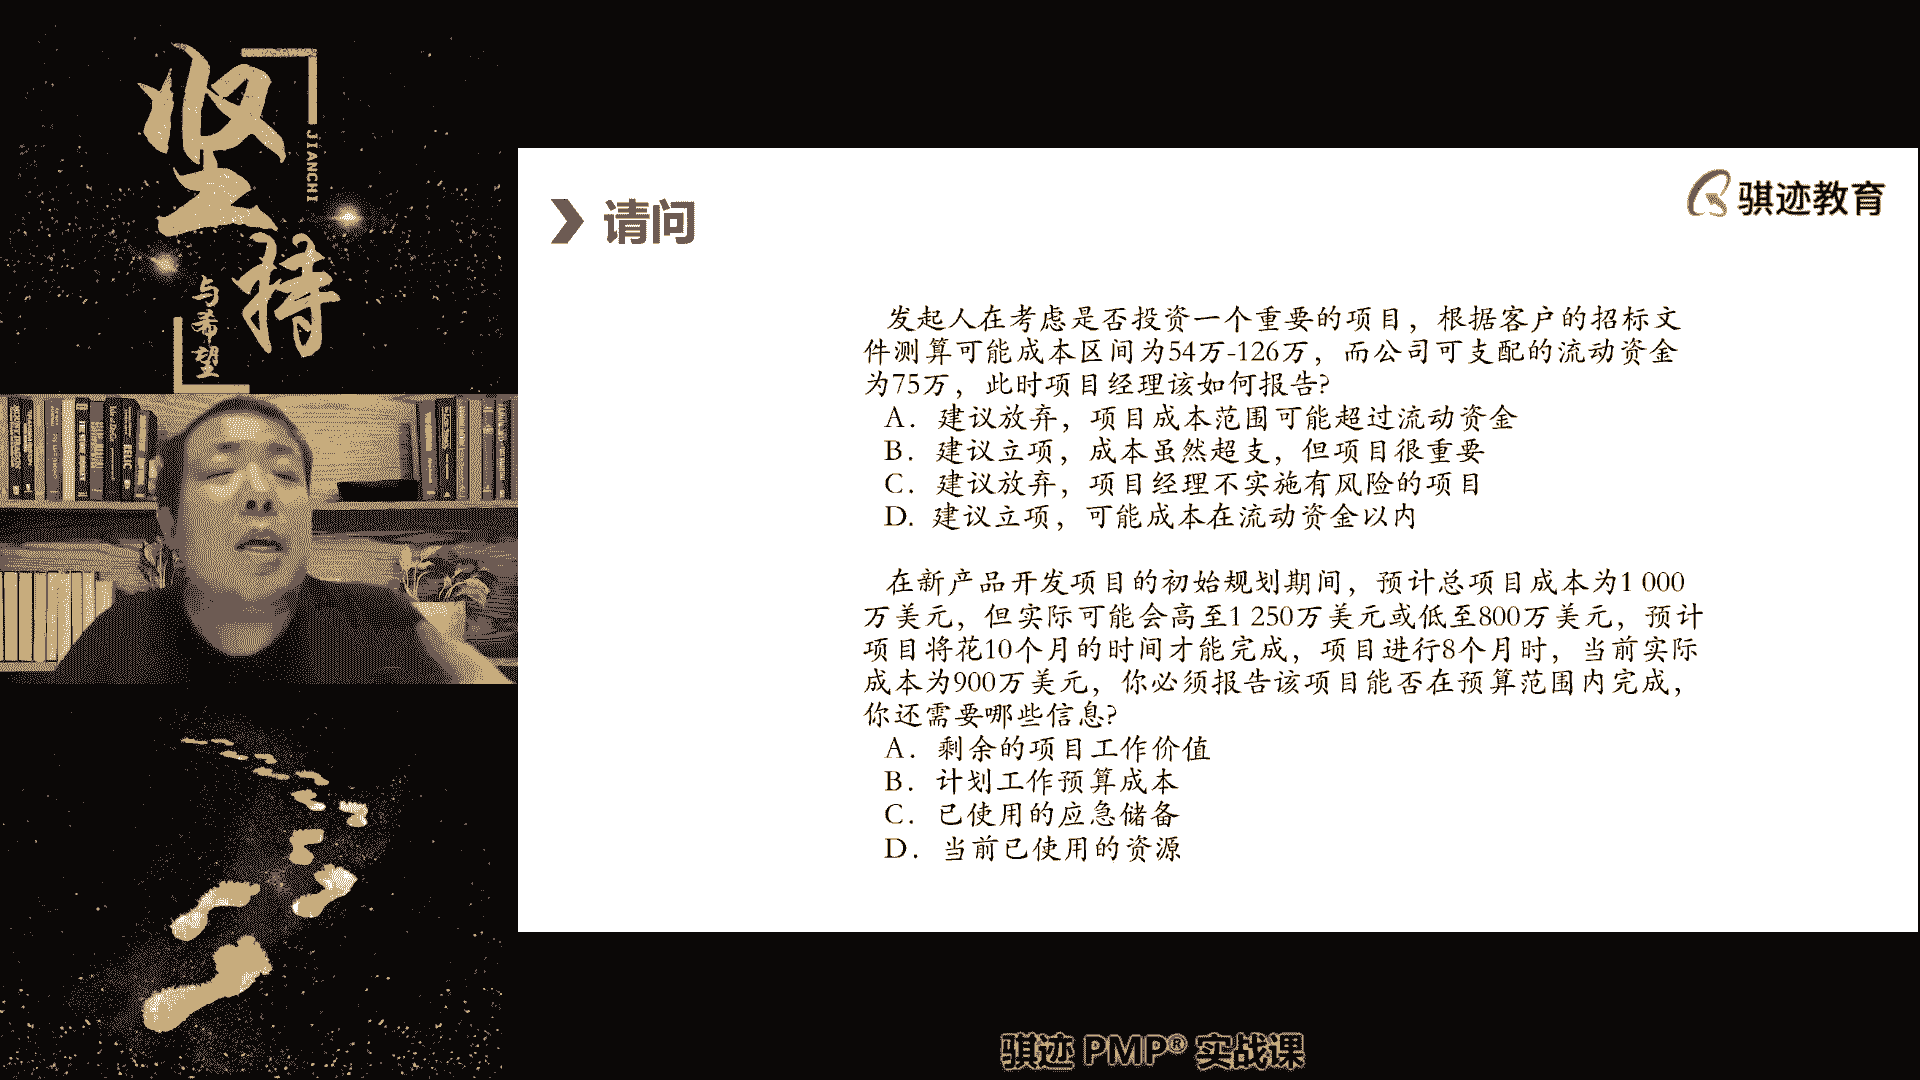 坚
持
JIANCHI
与希望
请问
骐迹教育
发起人在考虑是否投资一个重要的项目，根据客户的招标文
件测算可能成本区间为54万-126万，而公司可支配的流动资金
为75万，此时项目经理该如何报告?
A. 建议放弃，项目成本范围可能超过流动资金
B. 建议立项，成本虽然超支，但项目很重要
C. 建议放弃，项目经理不实施有风险的项目
D. 建议立项，可能成本在流动资金以内
在新产品开发项目的初始规划期间，预计总项目成本为1 000
万美元，但实际可能会高至1 250万美元或低至800万美元，预计
项目将花10个月的时间才能完成，项目进行8个月时，当前实际
成本为900万美元，你必须报告该项目能否在预算范围内完成，
你还需要哪些信息?
A. 剩余的项目工作价值
B. 计划工作预算成本
C. 已使用的应急储备
D. 当前已使用的资源
骐迹 PMP® 实战课